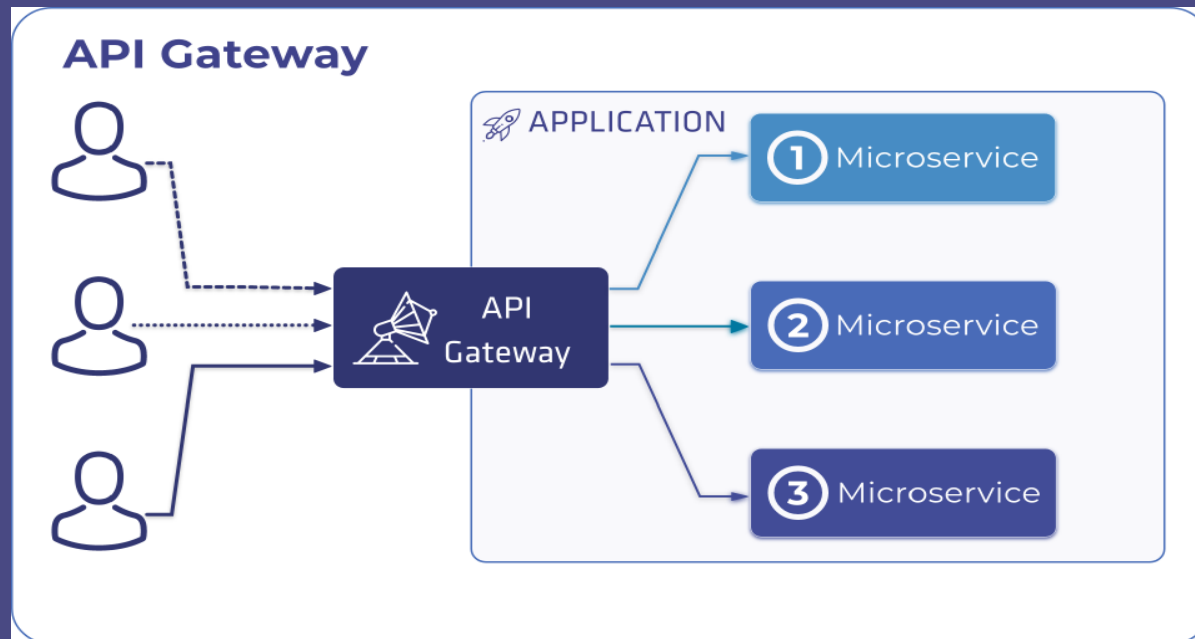 API Gateway
APPLICATION
1 Microservice
API
Gateway
2 Microservice
3 Microservice